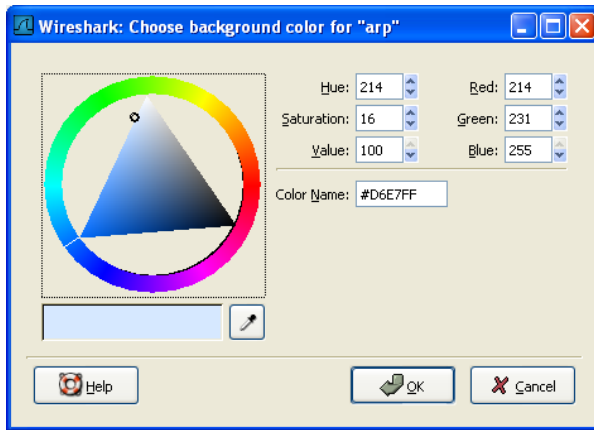 Wireshark: Choose background color for "arp"
Hue: 214 Red: 214
Saturation: 16 Green: 231
Value: 100 Blue: 255
Color Name: #D6E7FF
Help OK Cancel